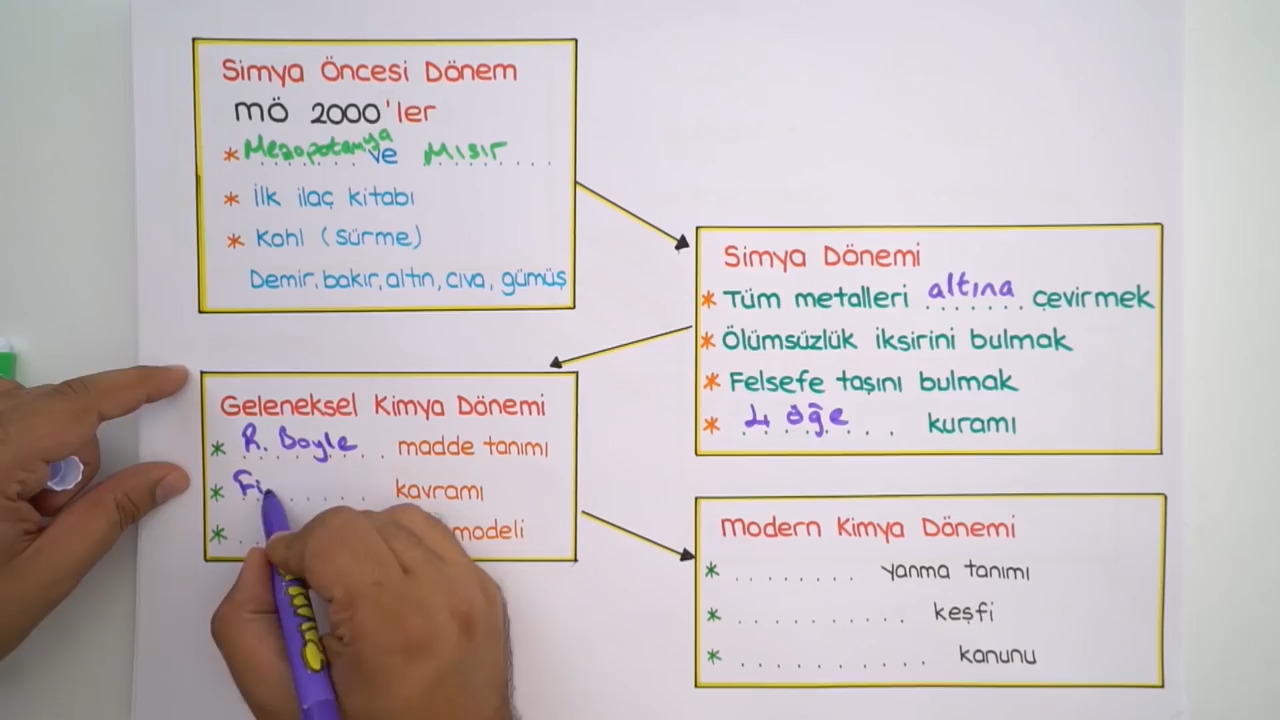 Simya Öncesi Dönem
mö 2000'ler
* Mezopotamya ve Mısır
* İlk ilaç kitabı
* Kohl (sürme)
Demir, bakır, altın, cıva, gümüş
Simya Dönemi
* Tüm metalleri altına çevirmek
* Ölümsüzlük iksirini bulmak
* Felsefe taşını bulmak
* 4 öğe kuramı
Geleneksel Kimya Dönemi
* R. Boyle madde tanımı
* Fi kavramı
* modeli
Modern Kimya Dönemi
* ........ yanma tanımı
* .......... keşfi
* ........... kanunu